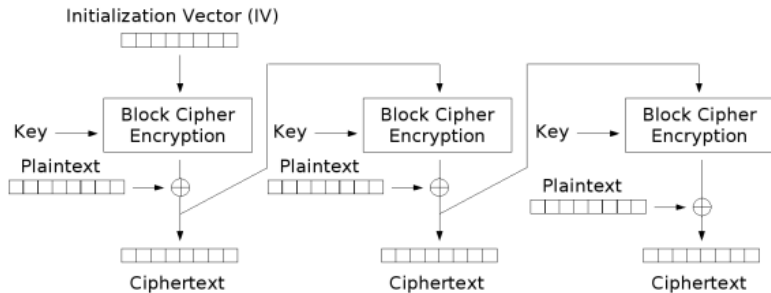 Initialization Vector (IV)
Key
Block Cipher
Encryption
Plaintext
Ciphertext
Key
Block Cipher
Encryption
Plaintext
Ciphertext
Key
Block Cipher
Encryption
Plaintext
Ciphertext